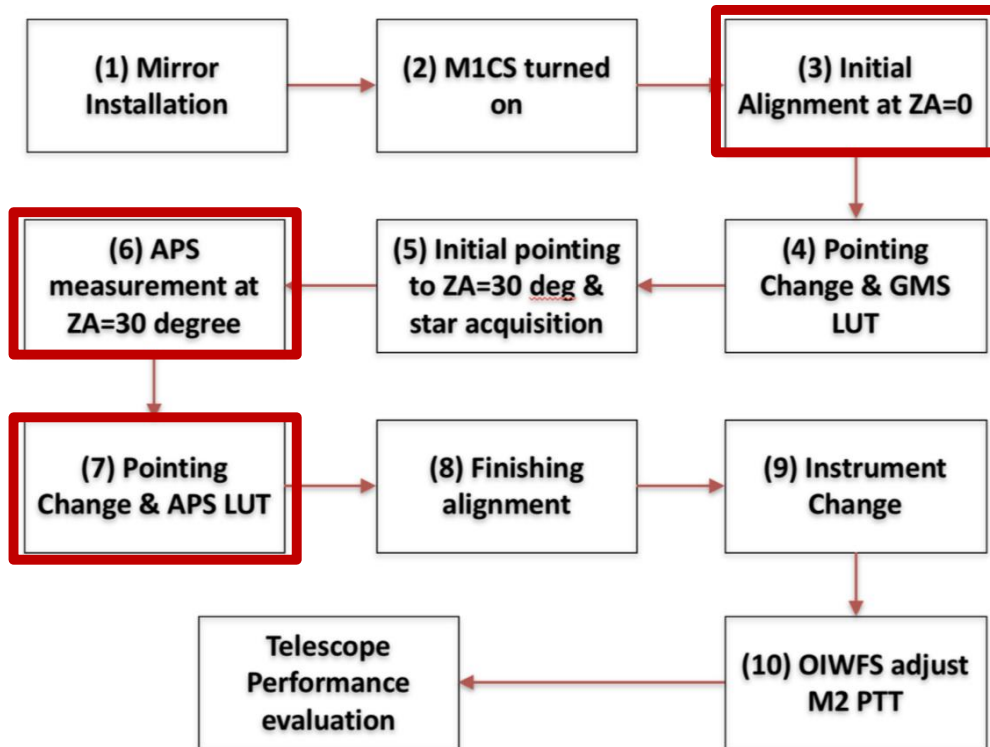 (1) Mirror
Installation
(2) M1CS turned
on
(3) Initial
Alignment at ZA=0
(4) Pointing
Change & GMS
LUT
(5) Initial pointing
to ZA=30 deg &
star acquisition
(6) APS
measurement at
ZA=30 degree
(7) Pointing
Change & APS LUT
(8) Finishing
alignment
(9) Instrument
Change
(10) OIWFS adjust
M2 PTT
Telescope
Performance
evaluation